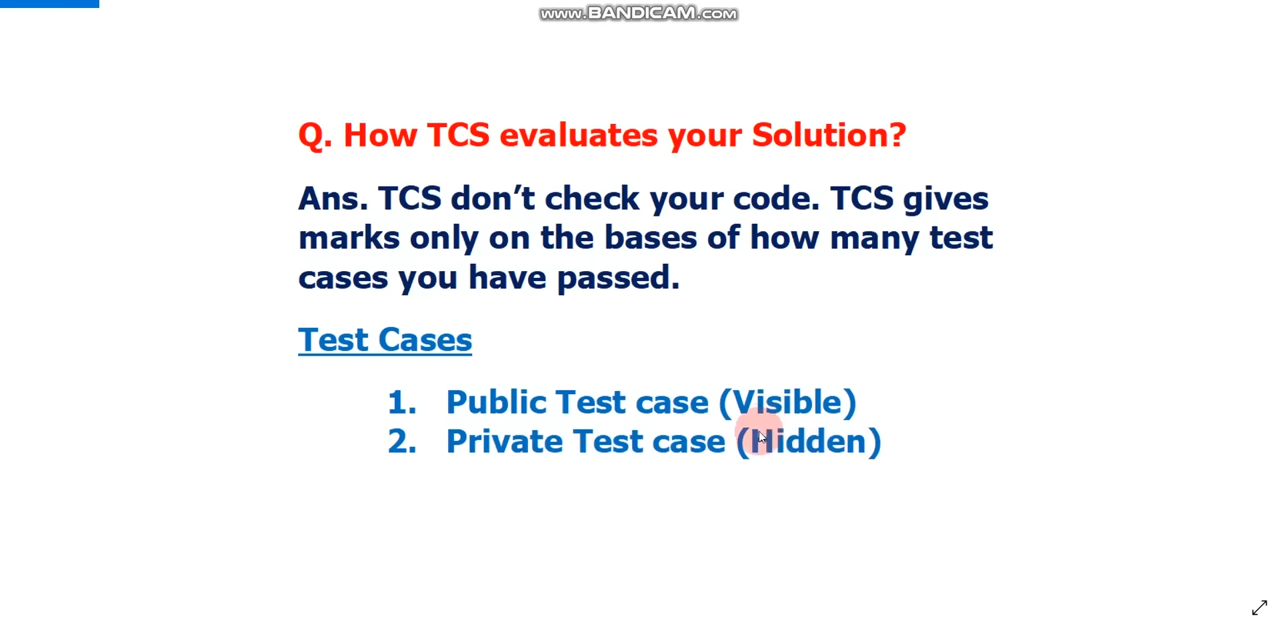 www.BANDICAM.com
Q. How TCS evaluates your Solution?
Ans. TCS don’t check your code. TCS gives
marks only on the bases of how many test
cases you have passed.
Test Cases
1. Public Test case (Visible)
2. Private Test case (Hidden)